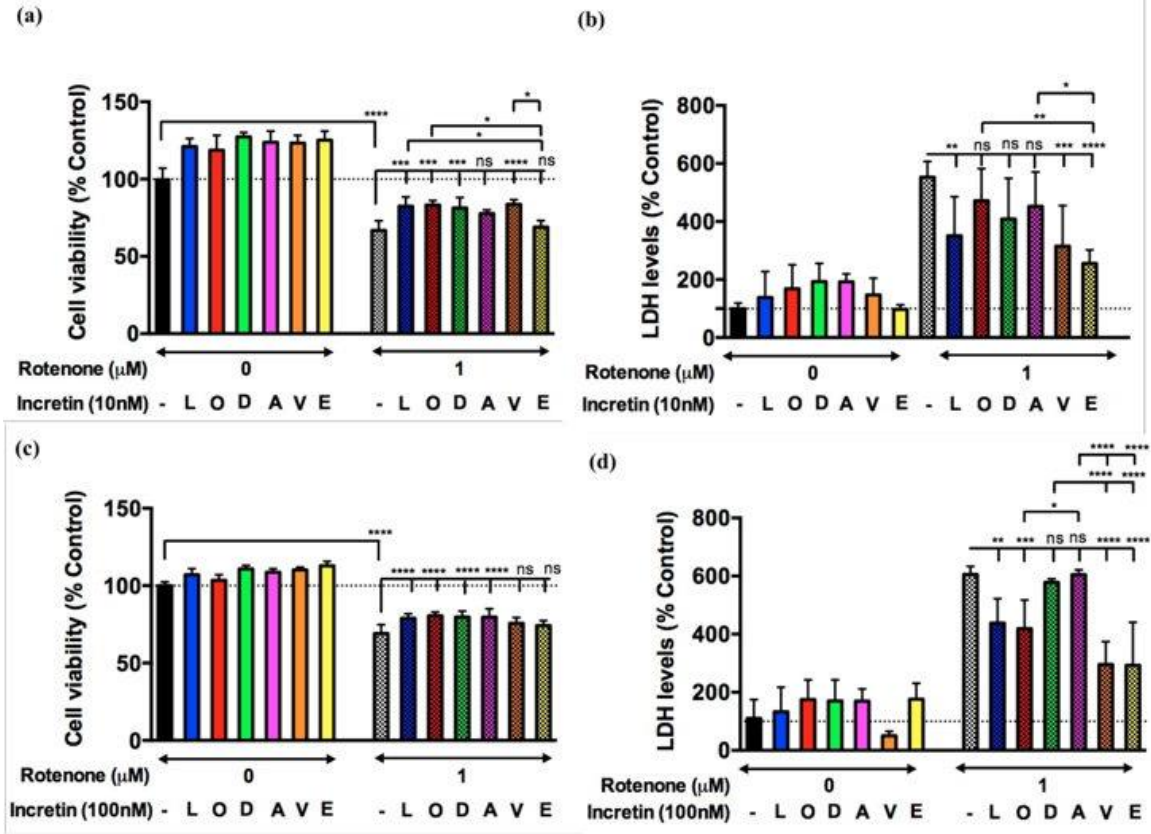 (a)
Cell viability (% Control)
150
100
50
0
****
*
*
*
*** *** *** ns **** ns
Rotenone (μM) 0 1
Incretin (10nM) - L O D A V E - L O D A V E
(b)
LDH levels (% Control)
800
600
400
200
0
*
**
** ns ns ns *** ****
Rotenone (μM) 0 1
Incretin (10nM) - L O D A V E - L O D A V E
(c)
Cell viability (% Control)
150
100
50
0
****
**** **** **** **** ns ns
Rotenone (μM) 0 1
Incretin (100nM) - L O D A V E - L O D A V E
(d)
LDH levels (% Control)
800
600
400
200
0
**** ****
**** ****
*
** *** ns ns **** ****
Rotenone (μM) 0 1
Incretin (100nM) - L O D A V E - L O D A V E